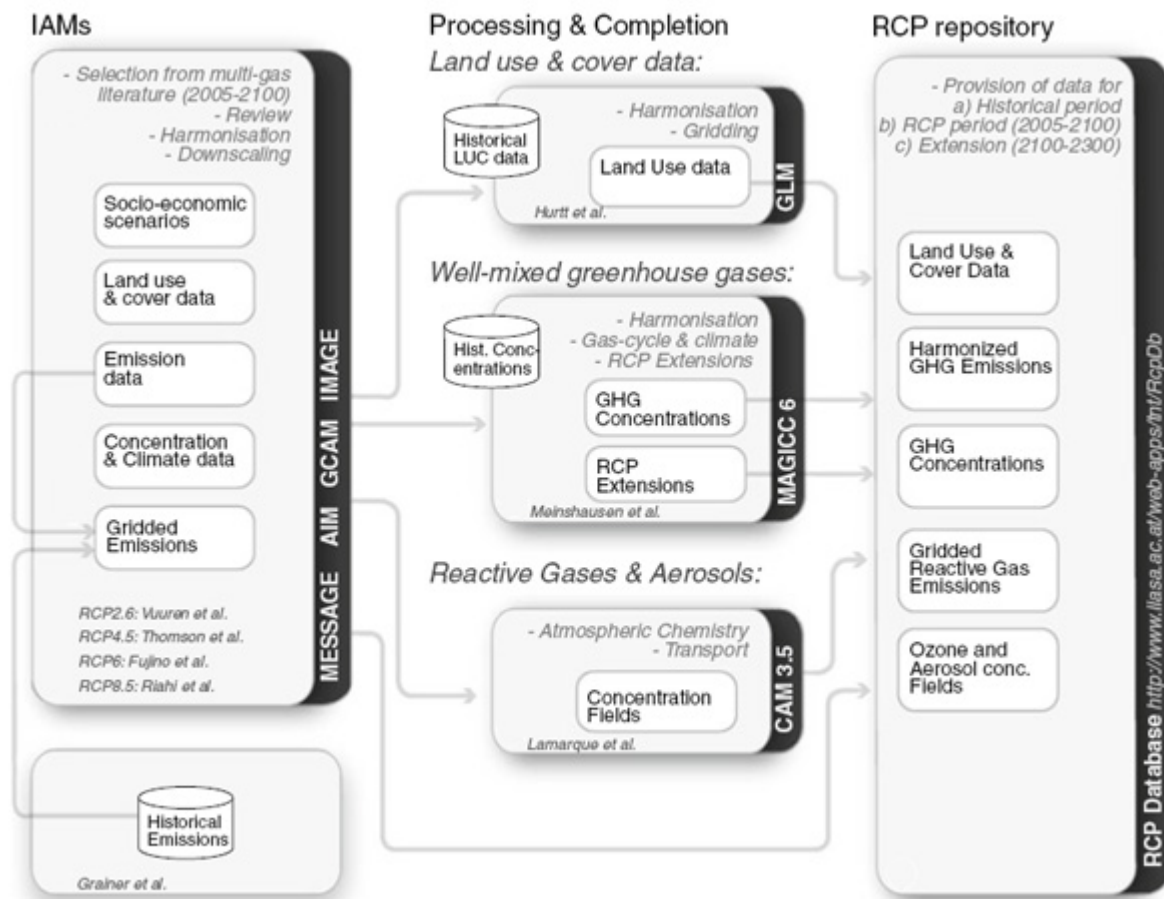 IAMs
- Selection from multi-gas
literature (2005-2100)
- Review
- Harmonisation
- Downscaling
Socio-economic
scenarios
Land use
& cover data
Emission
data
Concentration
& Climate data
Gridded
Emissions
RCP2.6: Vuuren et al.
RCP4.5: Thomson et al.
RCP6: Fujino et al.
RCP8.5: Riahi et al.
MESSAGE AIM GCAM IMAGE
Historical
Emissions
Grainer et al.
Processing & Completion
Land use & cover data:
Historical
LUC data
- Harmonisation
- Gridding
Land Use data
Hurtt et al.
GLM
Well-mixed greenhouse gases:
Hist. Conc-
entrations
- Harmonisation
- Gas-cycle & climate
- RCP Extensions
GHG
Concentrations
RCP
Extensions
Meinshausen et al.
MAGICC 6
Reactive Gases & Aerosols:
- Atmospheric Chemistry
- Transport
Concentration
Fields
Lamarque et al.
CAM 3.5
RCP repository
- Provision of data for
a) Historical period
b) RCP period (2005-2100)
c) Extension (2100-2300)
Land Use &
Cover Data
Harmonized
GHG Emissions
GHG
Concentrations
Gridded
Reactive Gas
Emissions
Ozone and
Aerosol conc.
Fields
RCP Database http://www.iiasa.ac.at/web-apps/tnt/RcpDb